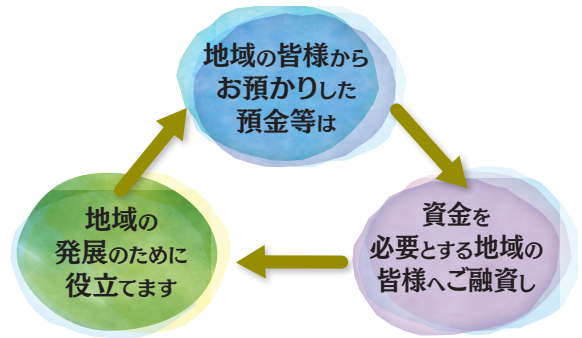 地域の皆様から
お預かりした
預金等は
資金を
必要とする地域の
皆様へご融資し
地域の
発展のために
役立てます